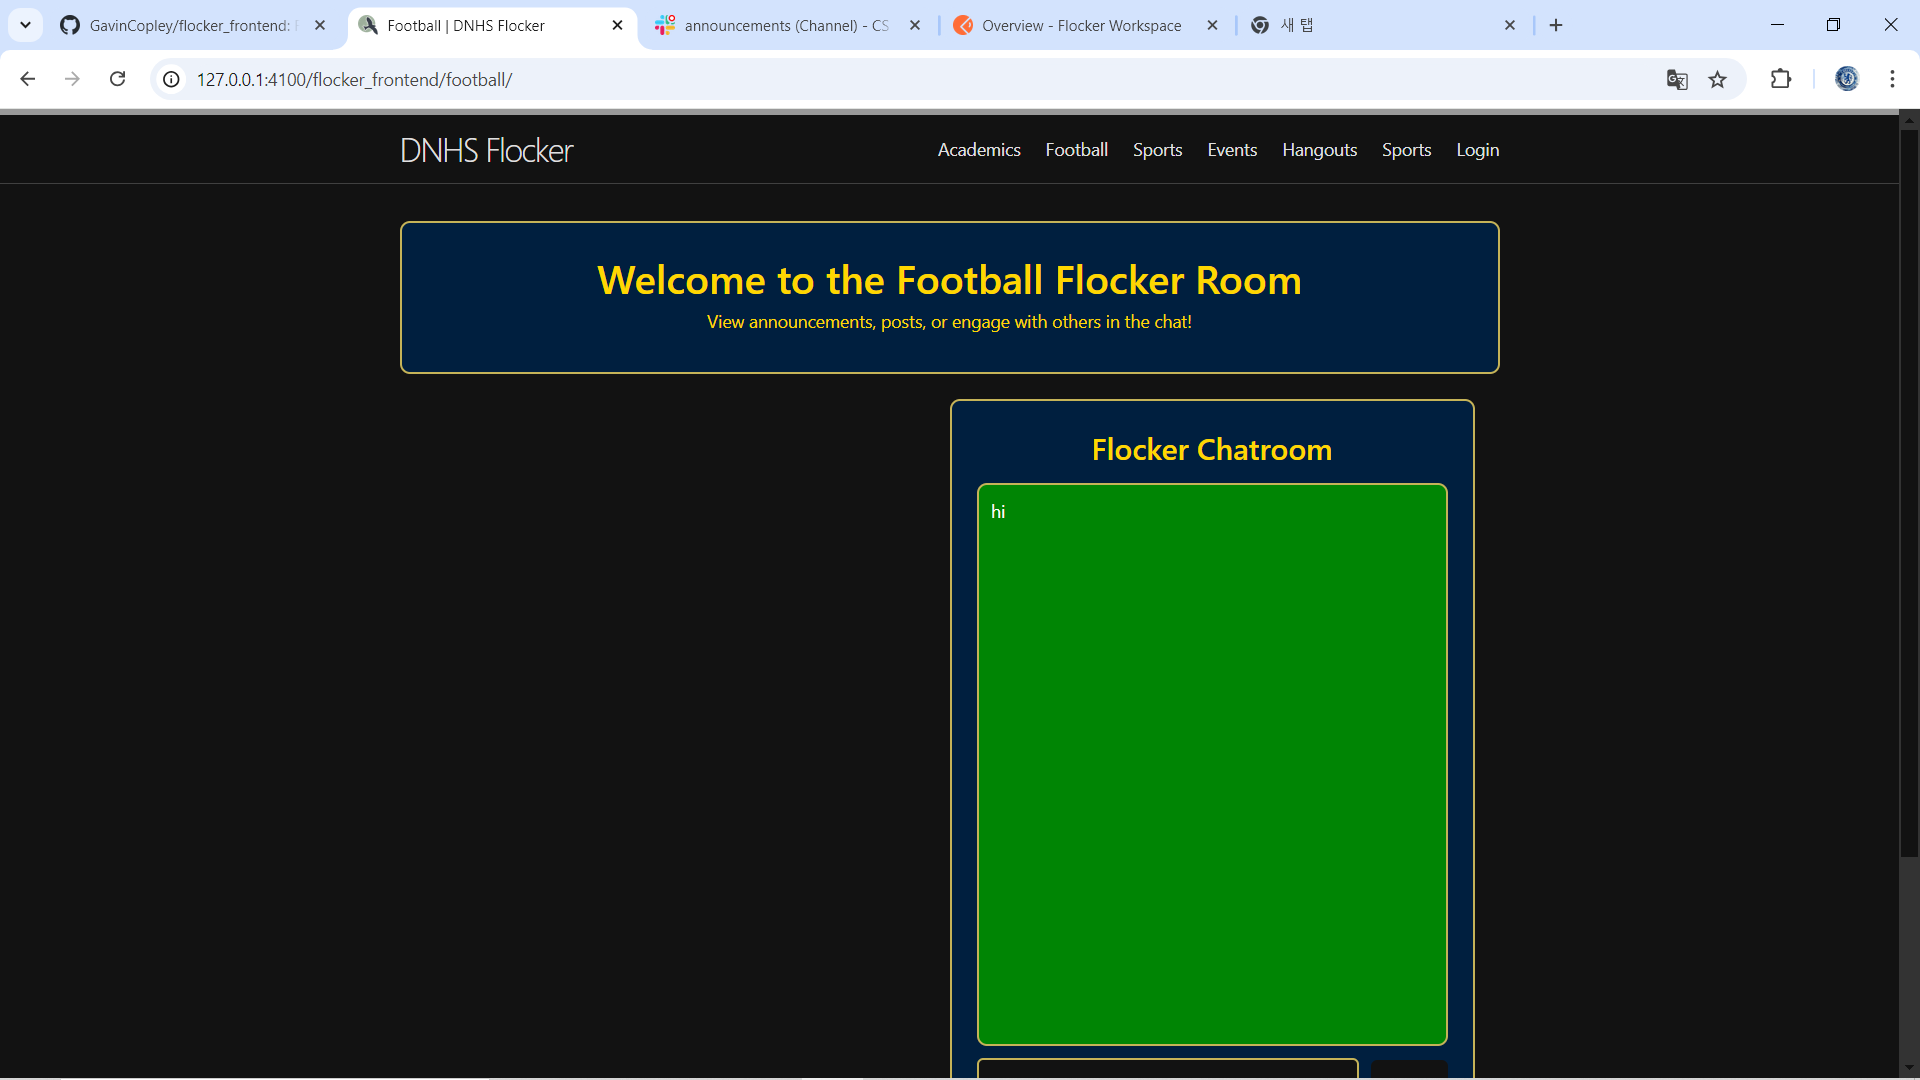 GavinCopley/flocker_frontend:
Football | DNHS Flocker
announcements (Channel) - CS
Overview - Flocker Workspace
새 탭
127.0.0.1:4100/flocker_frontend/football/
DNHS Flocker
Academics Football Sports Events Hangouts Sports Login
Welcome to the Football Flocker Room
View announcements, posts, or engage with others in the chat!
Flocker Chatroom
hi